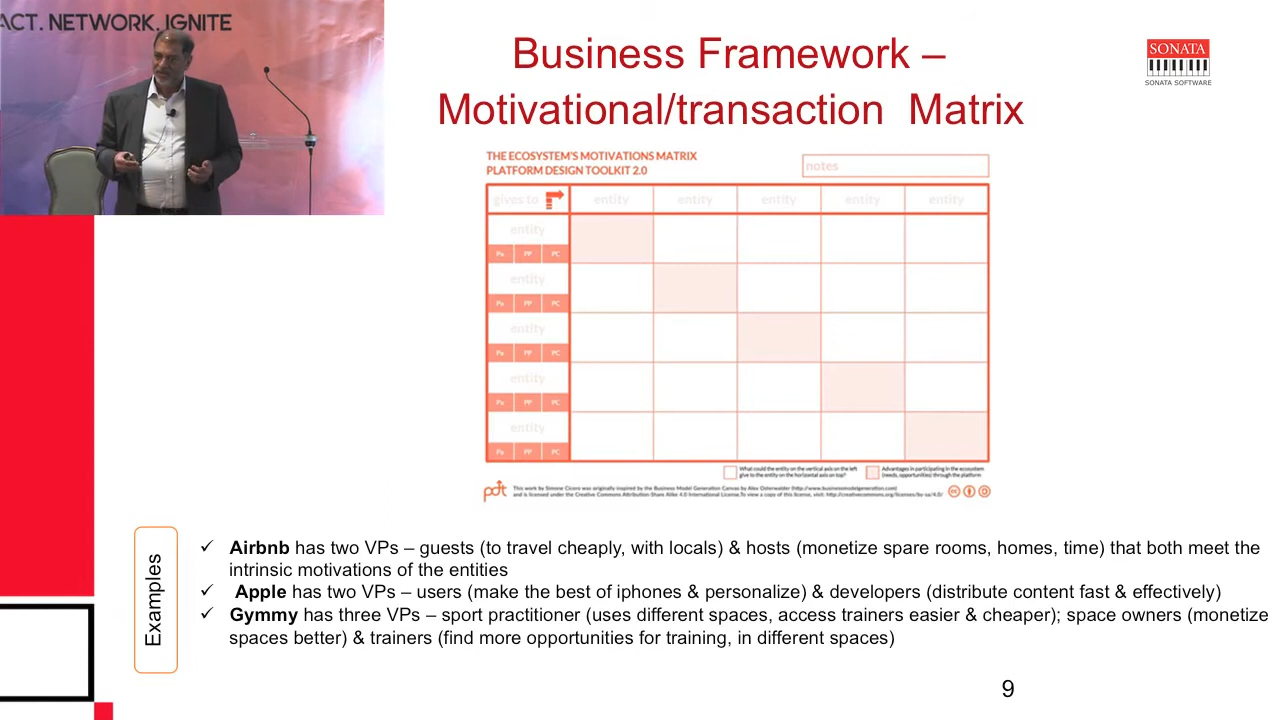 ACT. NETWORK. IGNITE
Business Framework –
Motivational/transaction Matrix
SONATA
SONATA SOFTWARE
THE ECOSYSTEM'S MOTIVATIONS MATRIX
PLATFORM DESIGN TOOLKIT 2.0
notes
gives to entity entity entity entity entity
entity
Pe PP PC
entity
Pe PP PC
entity
Pe PP PC
entity
Pe PP PC
entity
Pe PP PC
What could the entity on the vertical axis on the left
give to the entity on the horizontal axis on top?
Advantages in participating in the ecosystem
(needs, opportunities) through the platform
pdt
This work by Simone Cicero was originally inspired by the Business Model Generation Canvas by Alex Osterwalder (http://www.businessmodelgeneration.com)
and is licensed under the Creative Commons Attribution-Share Alike 4.0 International License. To view a copy of this license, visit: http://creativecommons.org/licenses/by-sa/4.0/
Examples
✓ Airbnb has two VPs – guests (to travel cheaply, with locals) & hosts (monetize spare rooms, homes, time) that both meet the
intrinsic motivations of the entities
✓ Apple has two VPs – users (make the best of iphones & personalize) & developers (distribute content fast & effectively)
✓ Gymmy has three VPs – sport practitioner (uses different spaces, access trainers easier & cheaper); space owners (monetize
spaces better) & trainers (find more opportunities for training, in different spaces)
9